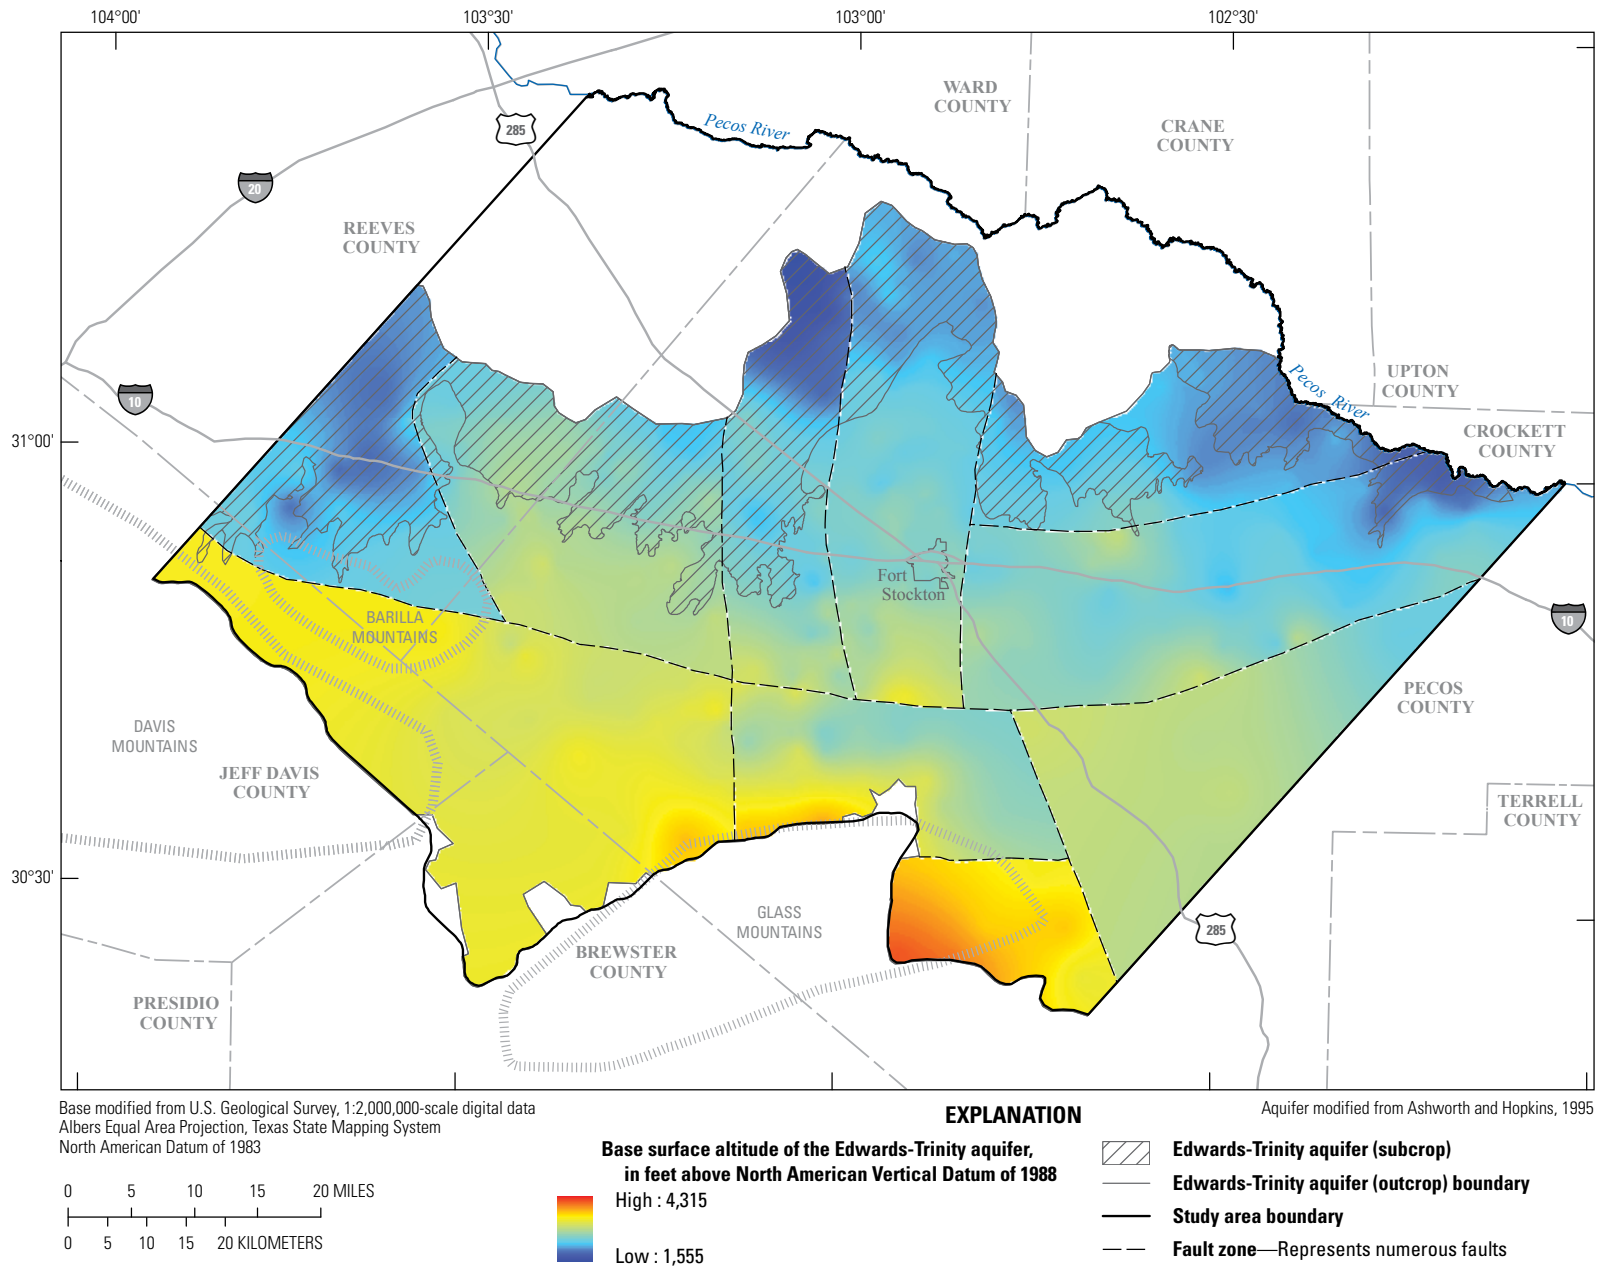 104°00'
103°30'
103°00'
102°30'
WARD
COUNTY
CRANE
COUNTY
Pecos River
285
20
REEVES
COUNTY
10
UPTON
COUNTY
Pecos River
31°00'
CROCKETT
COUNTY
Fort
Stockton
BARILLA
MOUNTAINS
10
PECOS
COUNTY
DAVIS
MOUNTAINS
JEFF DAVIS
COUNTY
TERRELL
COUNTY
30°30'
GLASS
MOUNTAINS
285
BREWSTER
COUNTY
PRESIDIO
COUNTY
Base modified from U.S. Geological Survey, 1:2,000,000-scale digital data
Albers Equal Area Projection, Texas State Mapping System
North American Datum of 1983
Aquifer modified from Ashworth and Hopkins, 1995
0 5 10 15 20 MILES
0 5 10 15 20 KILOMETERS
EXPLANATION
Base surface altitude of the Edwards-Trinity aquifer,
in feet above North American Vertical Datum of 1988
High : 4,315
Low : 1,555
Edwards-Trinity aquifer (subcrop)
Edwards-Trinity aquifer (outcrop) boundary
Study area boundary
Fault zone—Represents numerous faults